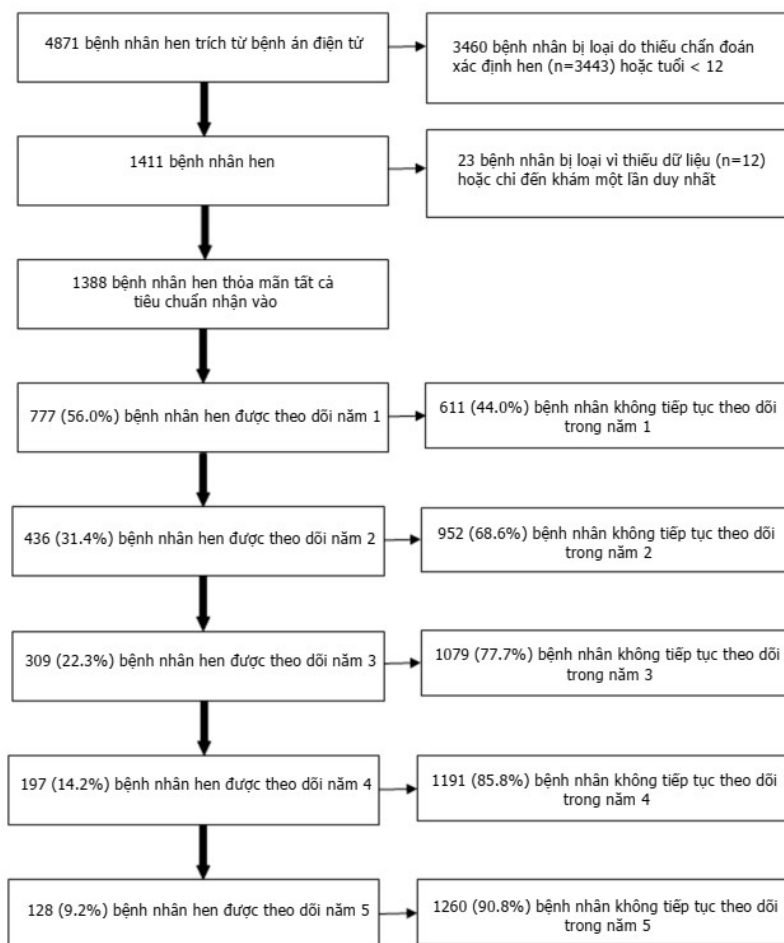 4871 bệnh nhân hen trích từ bệnh án điện tử
3460 bệnh nhân bị loại do thiếu chẩn đoán
xác định hen (n=3443) hoặc tuổi < 12
1411 bệnh nhân hen
23 bệnh nhân bị loại vì thiếu dữ liệu (n=12)
hoặc chỉ đến khám một lần duy nhất
1388 bệnh nhân hen thỏa mãn tất cả
tiêu chuẩn nhận vào
777 (56.0%) bệnh nhân hen được theo dõi năm 1
611 (44.0%) bệnh nhân không tiếp tục theo dõi
trong năm 1
436 (31.4%) bệnh nhân hen được theo dõi năm 2
952 (68.6%) bệnh nhân không tiếp tục theo dõi
trong năm 2
309 (22.3%) bệnh nhân hen được theo dõi năm 3
1079 (77.7%) bệnh nhân không tiếp tục theo dõi
trong năm 3
197 (14.2%) bệnh nhân hen được theo dõi năm 4
1191 (85.8%) bệnh nhân không tiếp tục theo dõi
trong năm 4
128 (9.2%) bệnh nhân hen được theo dõi năm 5
1260 (90.8%) bệnh nhân không tiếp tục theo dõi
trong năm 5